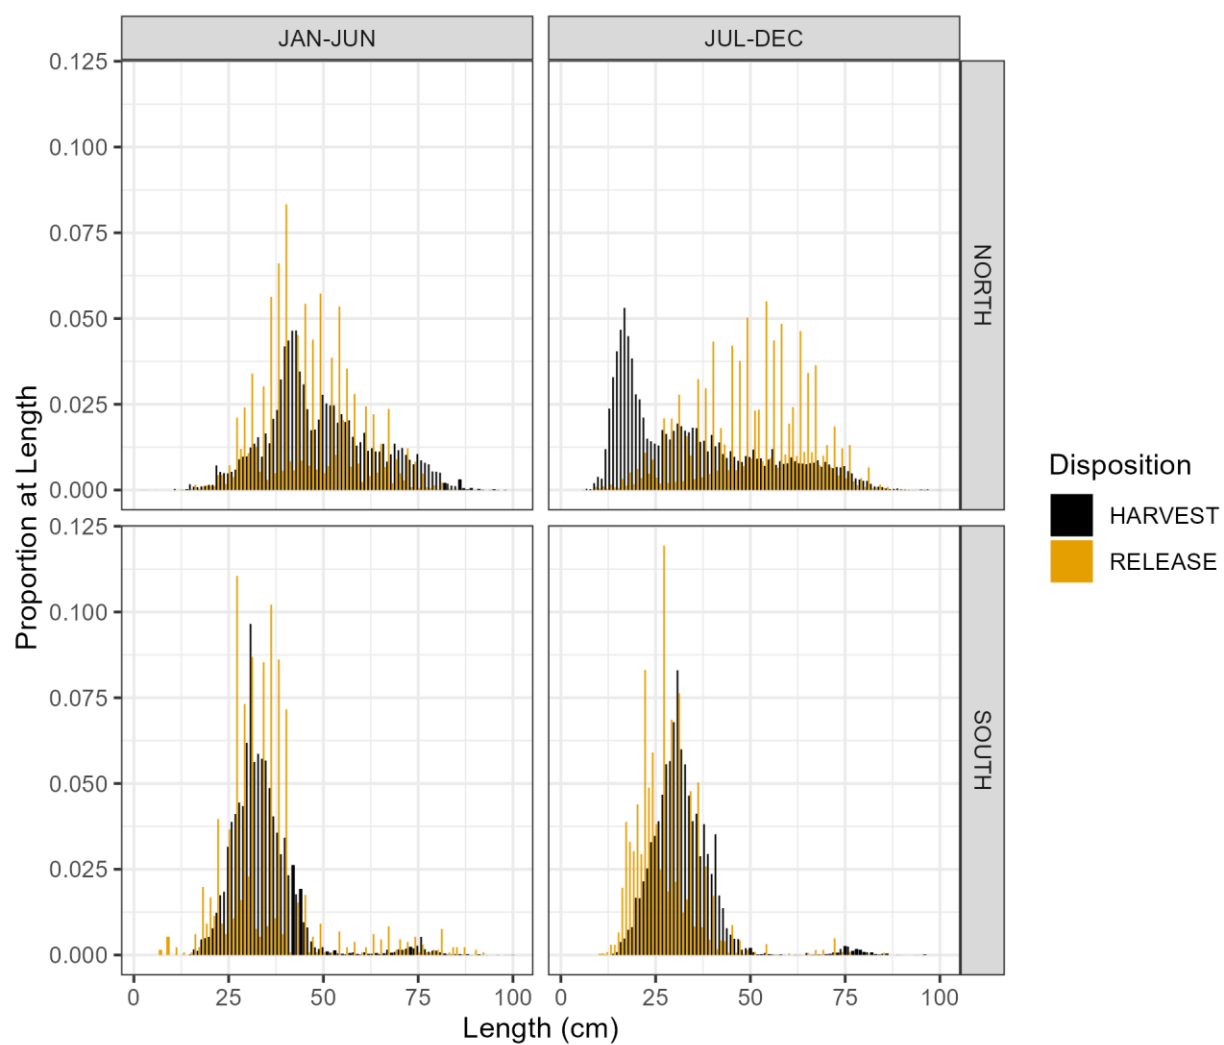 JAN-JUN
JUL-DEC
0.125
0.100
0.075
0.050
0.025
0.000
NORTH
0.125
0.100
0.075
0.050
0.025
0.000
SOUTH
Proportion at Length
0 25 50 75 100
0 25 50 75 100
Length (cm)
Disposition
HARVEST
RELEASE